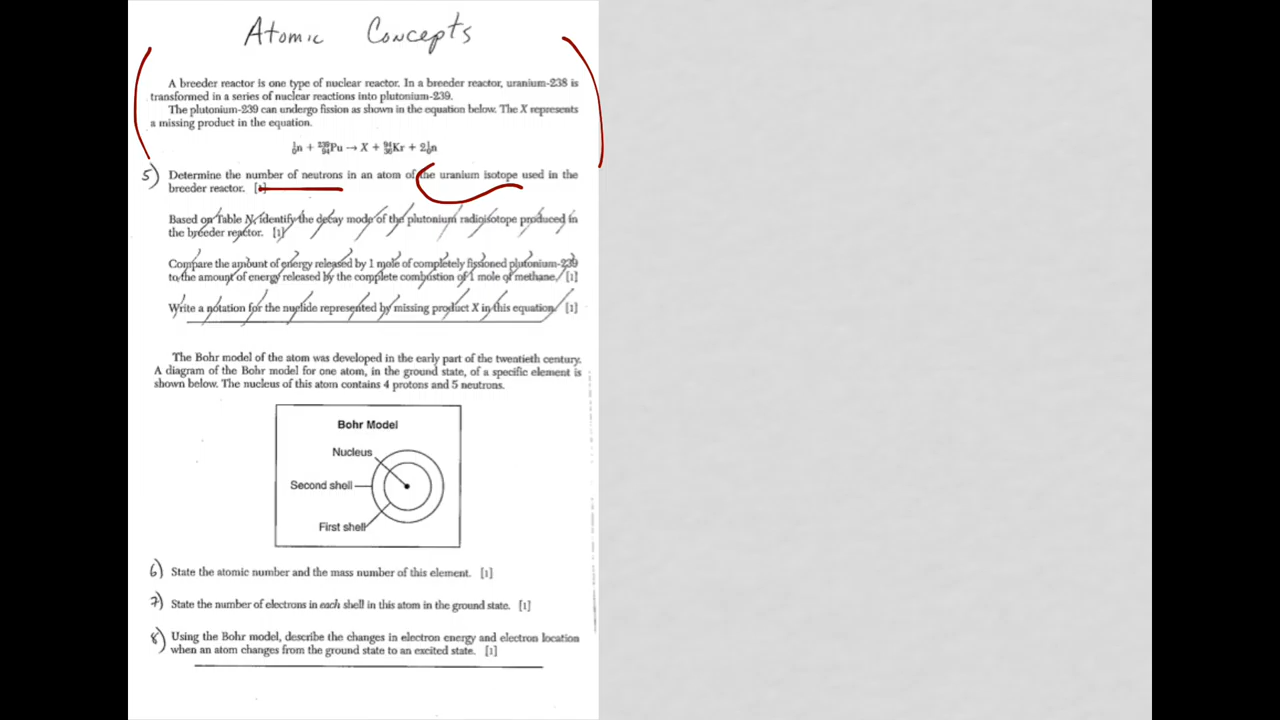 Atomic Concepts
A breeder reactor is one type of nuclear reactor. In a breeder reactor, uranium-238 is
transformed in a series of nuclear reactions into plutonium-239.
The plutonium-239 can undergo fission as shown in the equation below. The X represents
a missing product in the equation.
¹₀n + ²³⁹₉₄Pu → X + ⁹⁴₃₆Kr + 2¹₀n
5) Determine the number of neutrons in an atom of the uranium isotope used in the
breeder reactor. [1]
Based on Table N, identify the decay mode of the plutonium radioisotope produced in
the breeder reactor. [1]
Compare the amount of energy released by 1 mole of completely fissioned plutonium-239
to the amount of energy released by the complete combustion of 1 mole of methane. [1]
Write a notation for the nuclide represented by missing product X in this equation. [1]
The Bohr model of the atom was developed in the early part of the twentieth century.
A diagram of the Bohr model for one atom, in the ground state, of a specific element is
shown below. The nucleus of this atom contains 4 protons and 5 neutrons.
Bohr Model
Nucleus
Second shell
First shell
6) State the atomic number and the mass number of this element. [1]
7) State the number of electrons in each shell in this atom in the ground state. [1]
8) Using the Bohr model, describe the changes in electron energy and electron location
when an atom changes from the ground state to an excited state. [1]